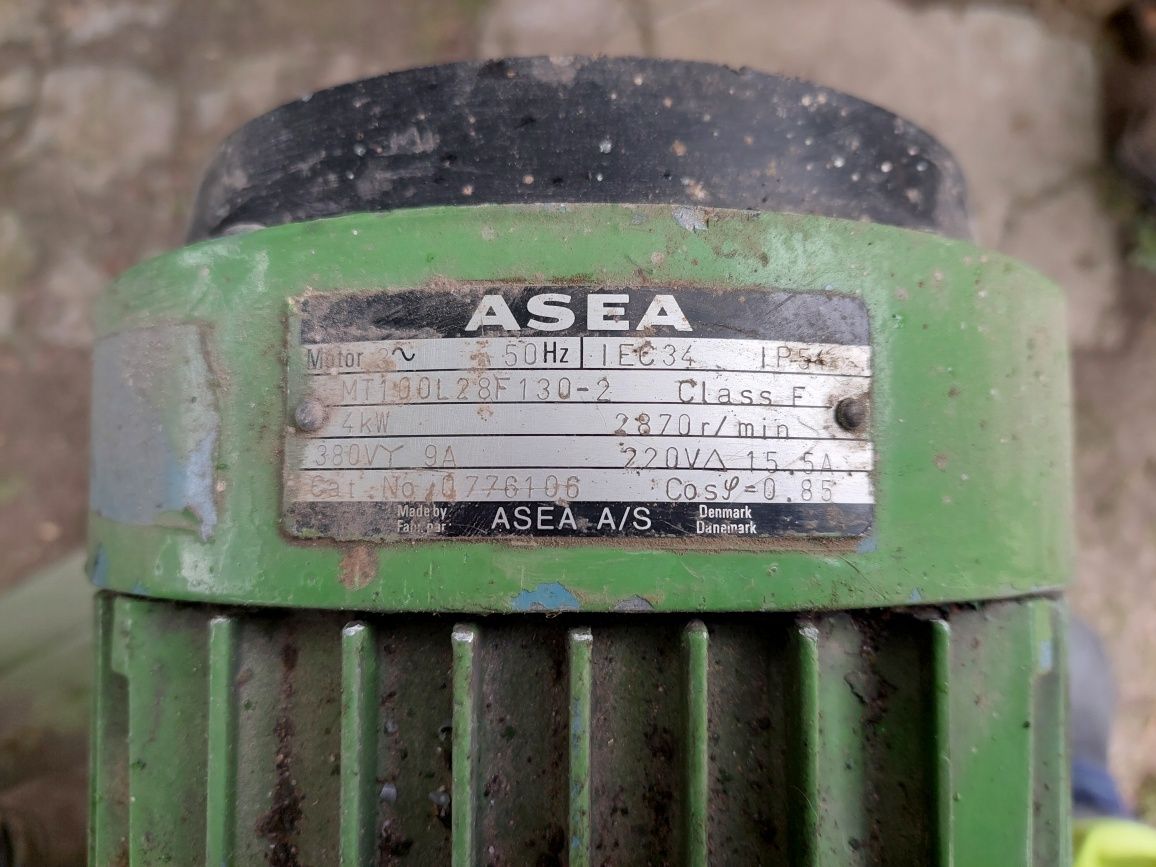 ASEA
Motor 3~ 50Hz IEC34 IP54
MT100L28F130-2 Class F
4kW 2870r/min
380VY 9A 220V△ 15.5A
Cat.No 0776106 Cosφ=0.85
Made by ASEA A/S Denmark
Fabr. par Danemark